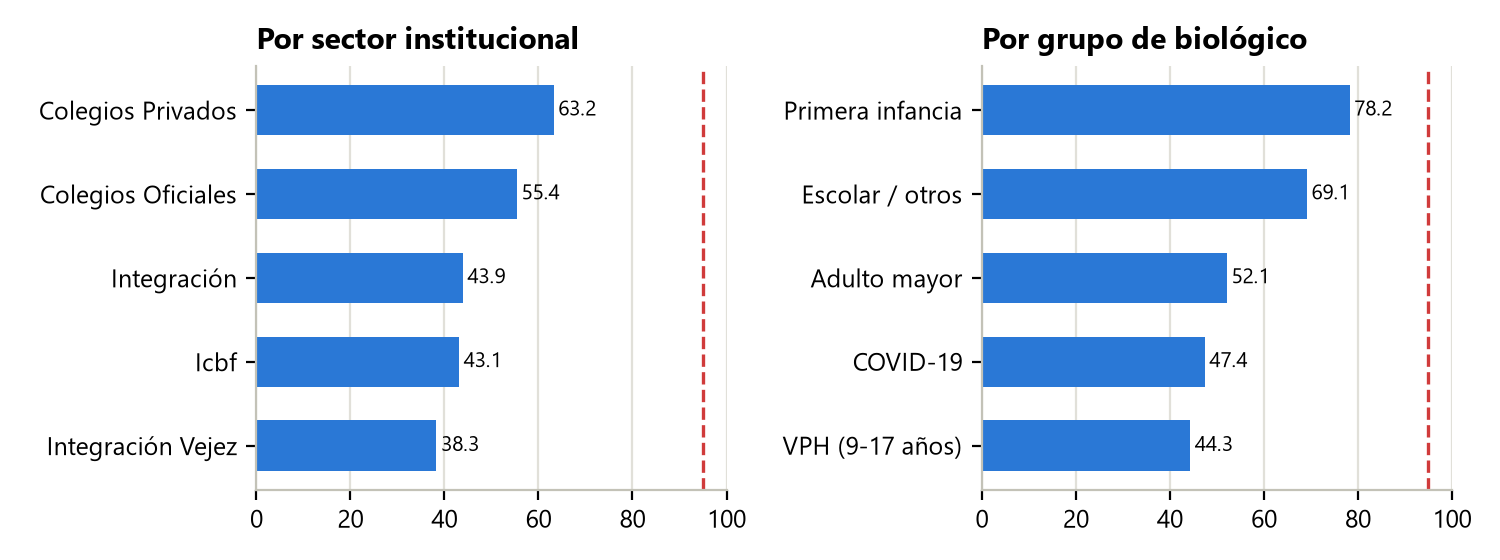 Por sector institucional
Colegios Privados 63.2
Colegios Oficiales 55.4
Integración 43.9
Icbf 43.1
Integración Vejez 38.3
0 20 40 60 80 100
Por grupo de biológico
Primera infancia 78.2
Escolar / otros 69.1
Adulto mayor 52.1
COVID-19 47.4
VPH (9-17 años) 44.3
0 20 40 60 80 100